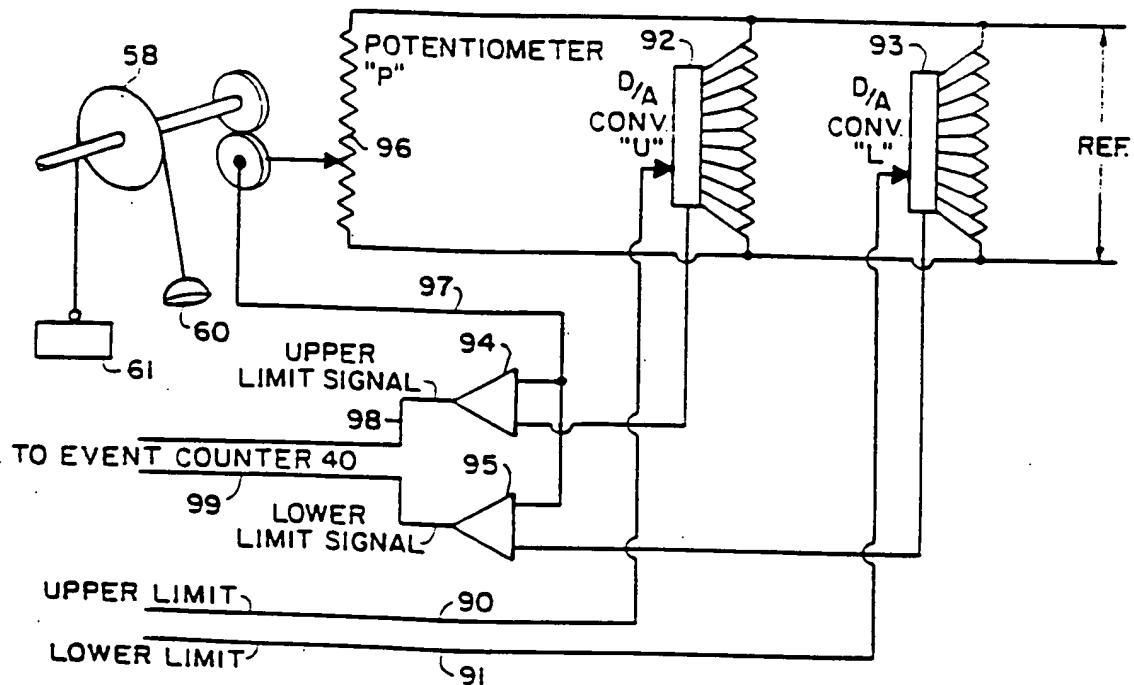 58
POTENTIOMETER
"P"
96
92
D/A
CONV.
"U"
93
D/A
CONV.
"L"
REF.
97
60
61
94
UPPER
LIMIT SIGNAL
98
TO EVENT COUNTER 40
95
99
LOWER
LIMIT SIGNAL
UPPER LIMIT
90
LOWER LIMIT
91